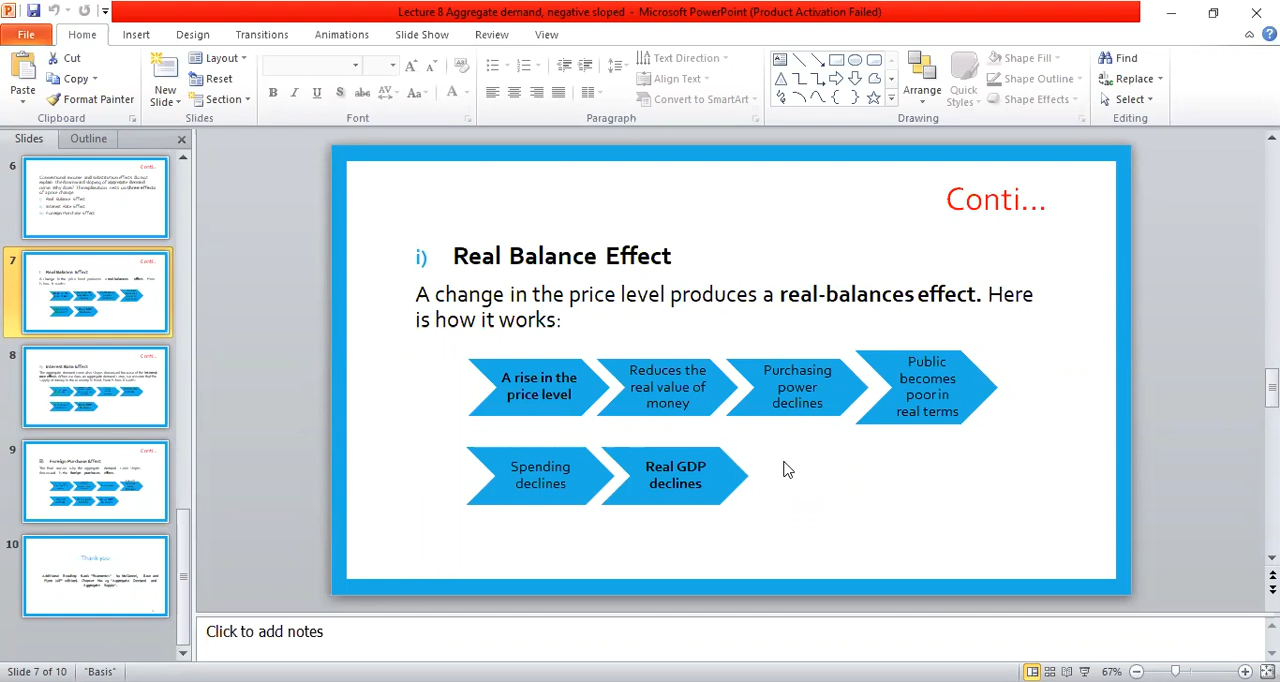 Lecture 8 Aggregate demand, negative sloped - Microsoft PowerPoint (Product Activation Failed)
File Home Insert Design Transitions Animations Slide Show Review View
Paste
Cut
Copy
Format Painter
Clipboard
New
Slide
Layout
Reset
Section
Slides
Font
Text Direction
Align Text
Convert to SmartArt
Paragraph
Arrange
Quick
Styles
Shape Fill
Shape Outline
Shape Effects
Drawing
Find
Replace
Select
Editing
Slides Outline
6
7
8
9
10
Conti...
i) Real Balance Effect
A change in the price level produces a real-balances effect. Here
is how it works:
A rise in the
price level
Reduces the
real value of
money
Purchasing
power
declines
Public
becomes
poor in
real terms
Spending
declines
Real GDP
declines
Click to add notes
Slide 7 of 10 "Basis" 67%